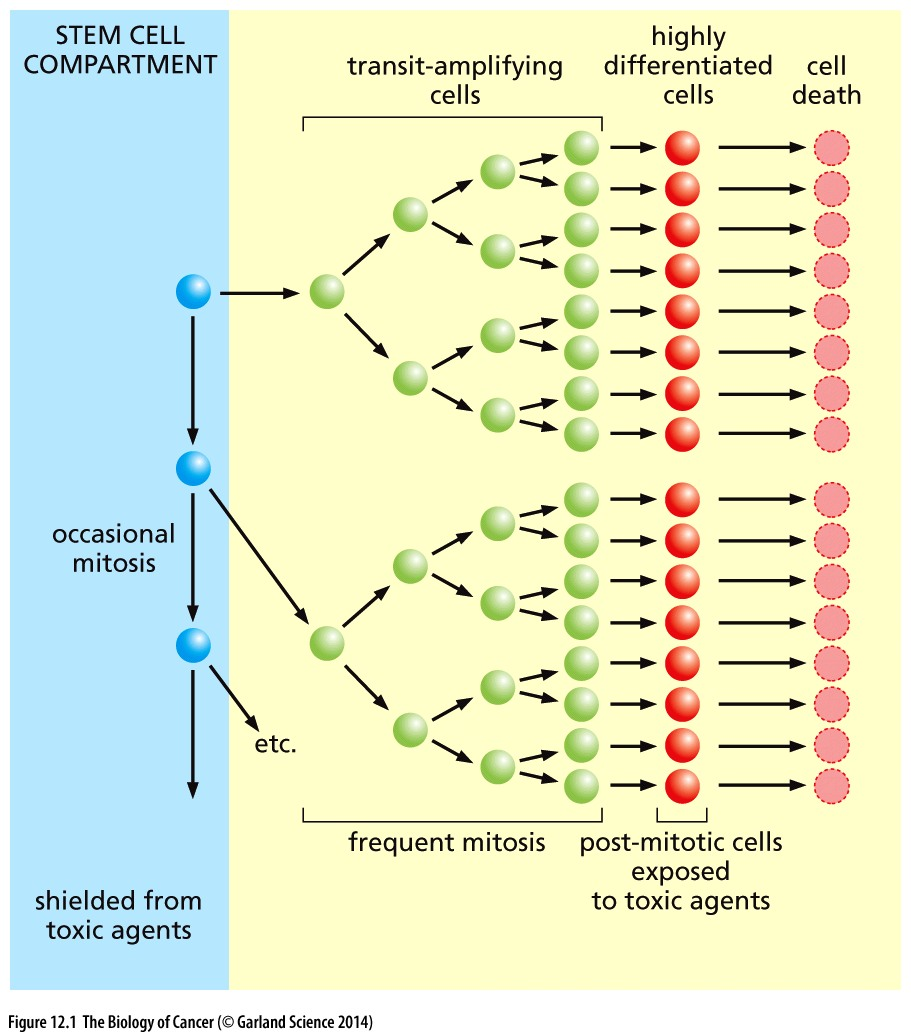 STEM CELL
COMPARTMENT
transit-amplifying
cells
highly
differentiated
cells
cell
death
occasional
mitosis
etc.
frequent mitosis
post-mitotic cells
exposed
to toxic agents
shielded from
toxic agents
Figure 12.1 The Biology of Cancer (© Garland Science 2014)